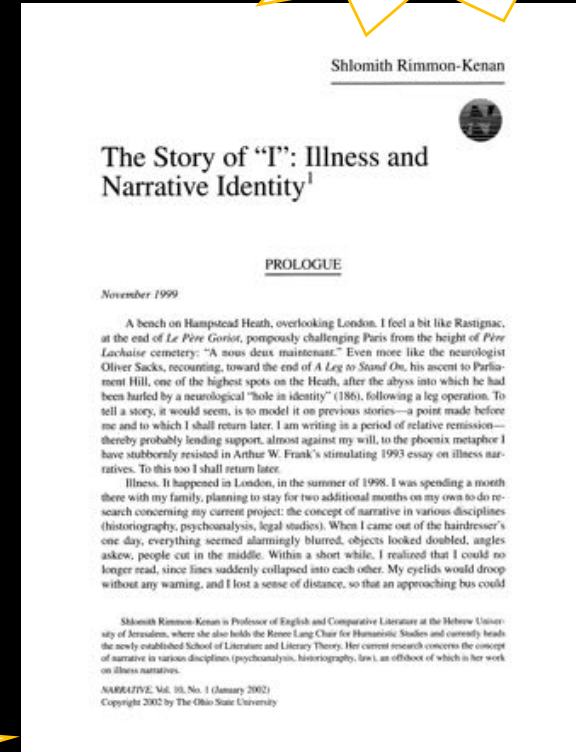 Shlomith Rimmon-Kenan
The Story of “I”: Illness and
Narrative Identity1
PROLOGUE
November 1999
A bench on Hampstead Heath, overlooking London. I feel a bit like Rastignac,
at the end of Le Père Goriot, pompously challenging Paris from the height of Père
Lachaise cemetery: “A nous deux maintenant.” Even more like the neurologist
Oliver Sacks, recounting, toward the end of A Leg to Stand On, his ascent to Parlia-
ment Hill, one of the highest spots on the Heath, after the abyss into which he had
been hurled by a neurological “hole in identity” (186), following a leg operation. To
tell a story, it would seem, is to model it on previous stories—a point made before
me and to which I shall return later. I am writing in a period of relative remission—
thereby probably lending support, almost against my will, to the phoenix metaphor I
have stubbornly resisted in Arthur W. Frank’s stimulating 1993 essay on illness nar-
ratives. To this too I shall return later.
Illness. It happened in London, in the summer of 1998. I was spending a month
there with my family, planning to stay for two additional months on my own to do re-
search concerning my current project: the concept of narrative in various disciplines
(historiography, psychoanalysis, legal studies). When I came out of the hairdresser’s
one day, everything seemed alarmingly blurred, objects looked doubled, angles
askew, people cut in the middle. Within a short while, I realized that I could no
longer read, since lines suddenly collapsed into each other. My eyelids would droop
without any warning, and I lost a sense of distance, so that an approaching bus could
Shlomith Rimmon-Kenan is Professor of English and Comparative Literature at the Hebrew Univer-
sity of Jerusalem, where she also holds the Renee Lang Chair for Humanistic Studies and currently heads
the newly established School of Literature and Literary Theory. Her current research concerns the concept
of narrative in various disciplines (psychoanalysis, historiography, law), an offshoot of which is her work
on illness narratives.
NARRATIVE, Vol. 10, No. 1 (January 2002)
Copyright 2002 by The Ohio State University